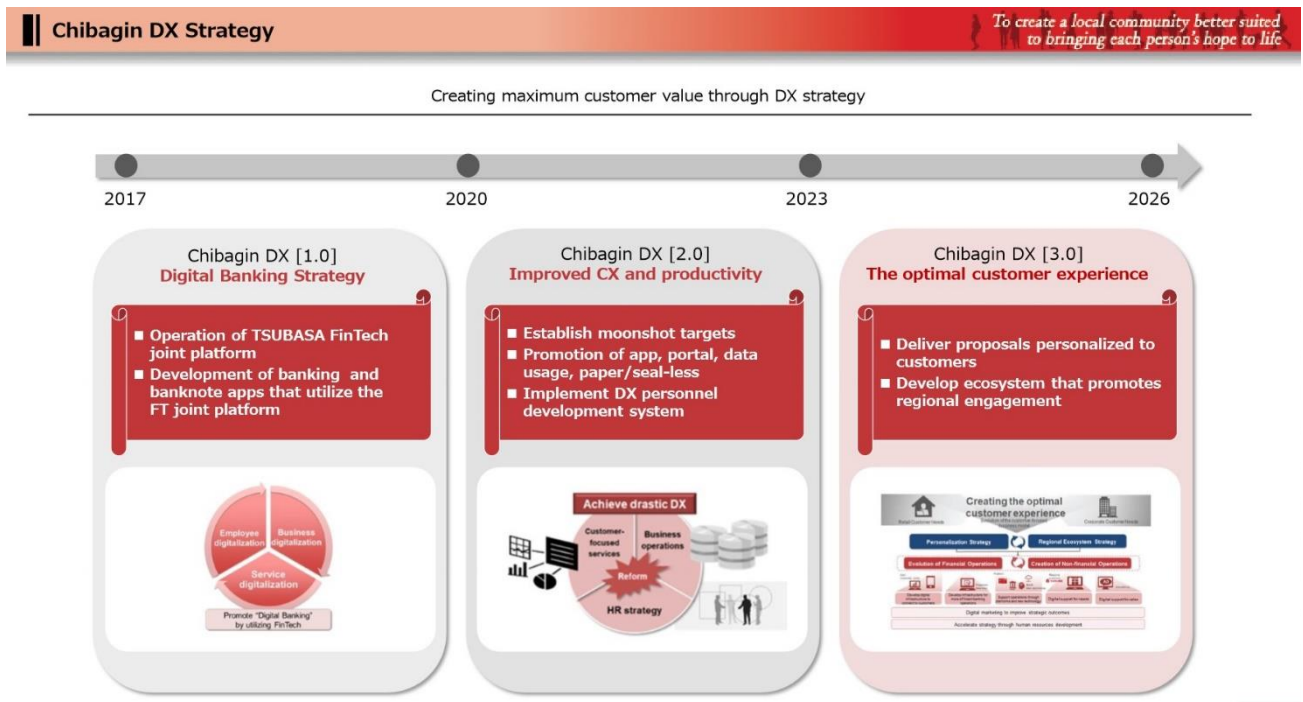 Chibagin DX Strategy
To create a local community better suited
to bringing each person's hope to life
Creating maximum customer value through DX strategy
2017
2020
2023
2026
Chibagin DX [1.0]
Digital Banking Strategy
■ Operation of TSUBASA FinTech
joint platform
■ Development of banking and
banknote apps that utilize the
FT joint platform
Employee
digitalization
Business
digitalization
Service
digitalization
Promote "Digital Banking"
by utilizing FinTech
Chibagin DX [2.0]
Improved CX and productivity
■ Establish moonshot targets
■ Promotion of app, portal, data
usage, paper/seal-less
■ Implement DX personnel
development system
Achieve drastic DX
Customer-
focused
services
Business
operations
Reform
HR strategy
Chibagin DX [3.0]
The optimal customer experience
■ Deliver proposals personalized to
customers
■ Develop ecosystem that promotes
regional engagement
Creating the optimal
customer experience
Retail Customer Needs
Corporate Customer Needs
Personalization Strategy
Regional Ecosystem Strategy
Evolution of Financial Operations
Creation of Non-financial Operations
Digital marketing to improve strategic outcomes
Accelerate strategy through human resources development